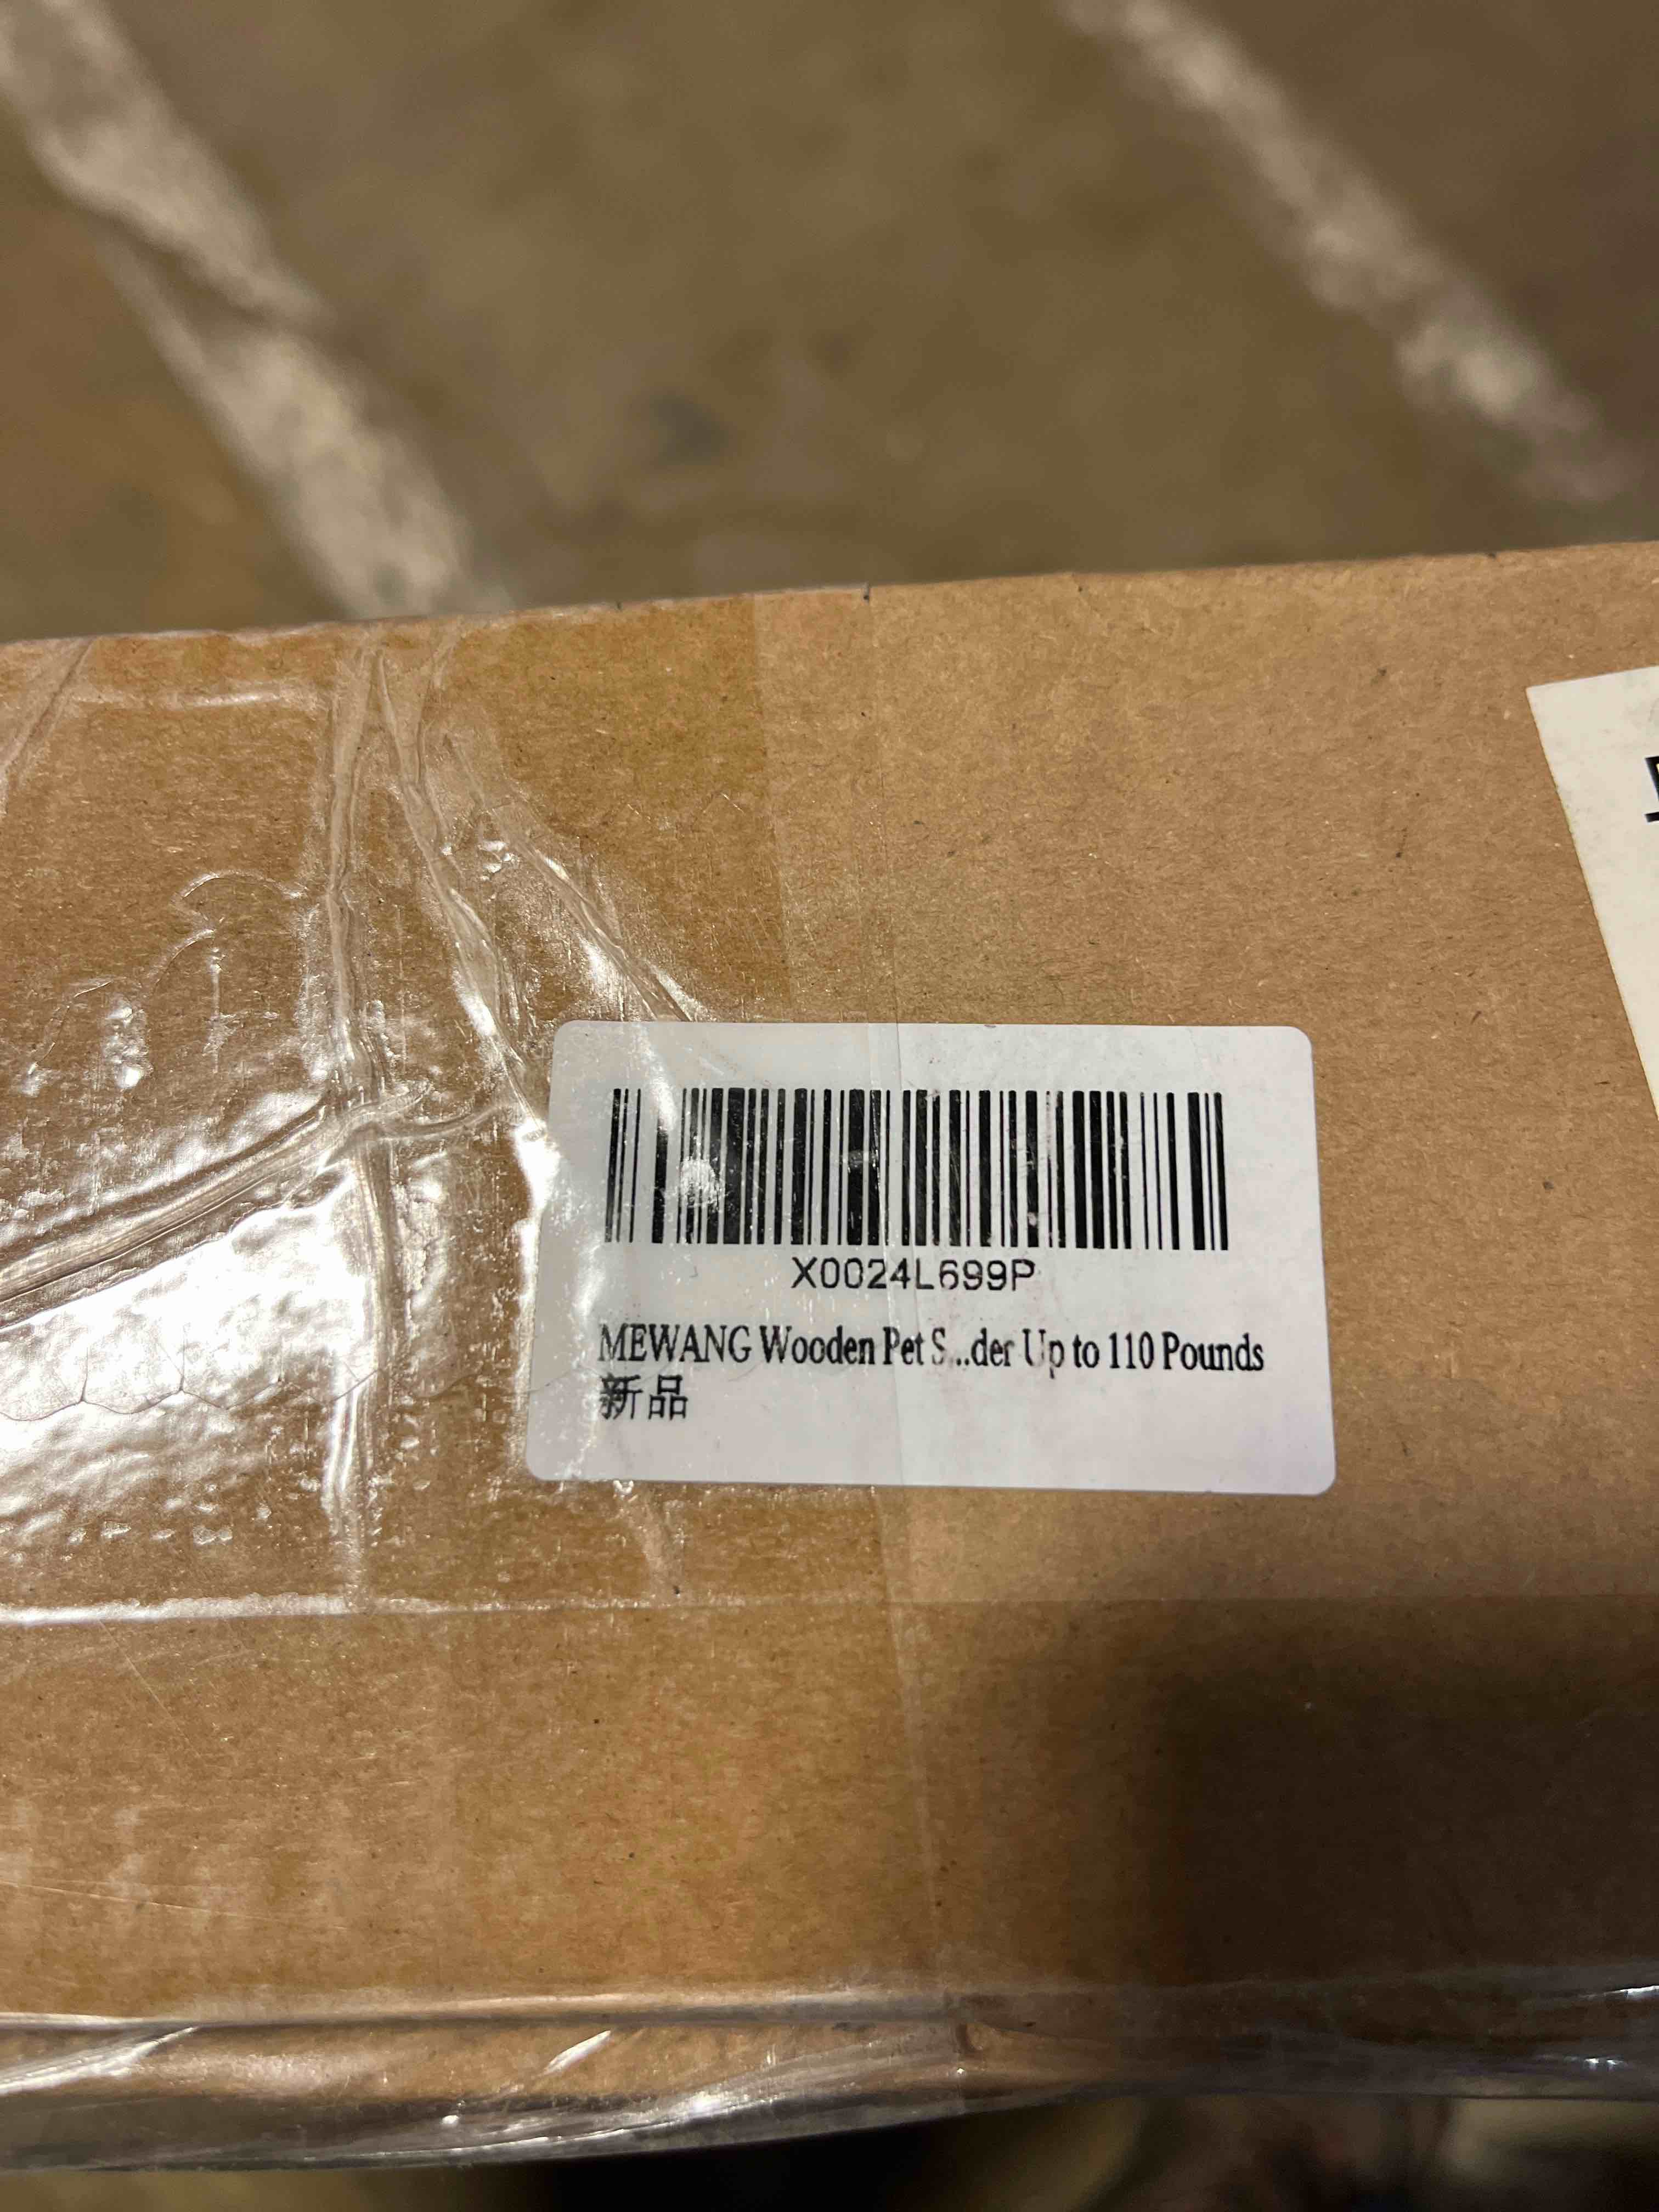 X0024L699P
MEWANG Wooden Pet S...der Up to 110 Pounds
新品